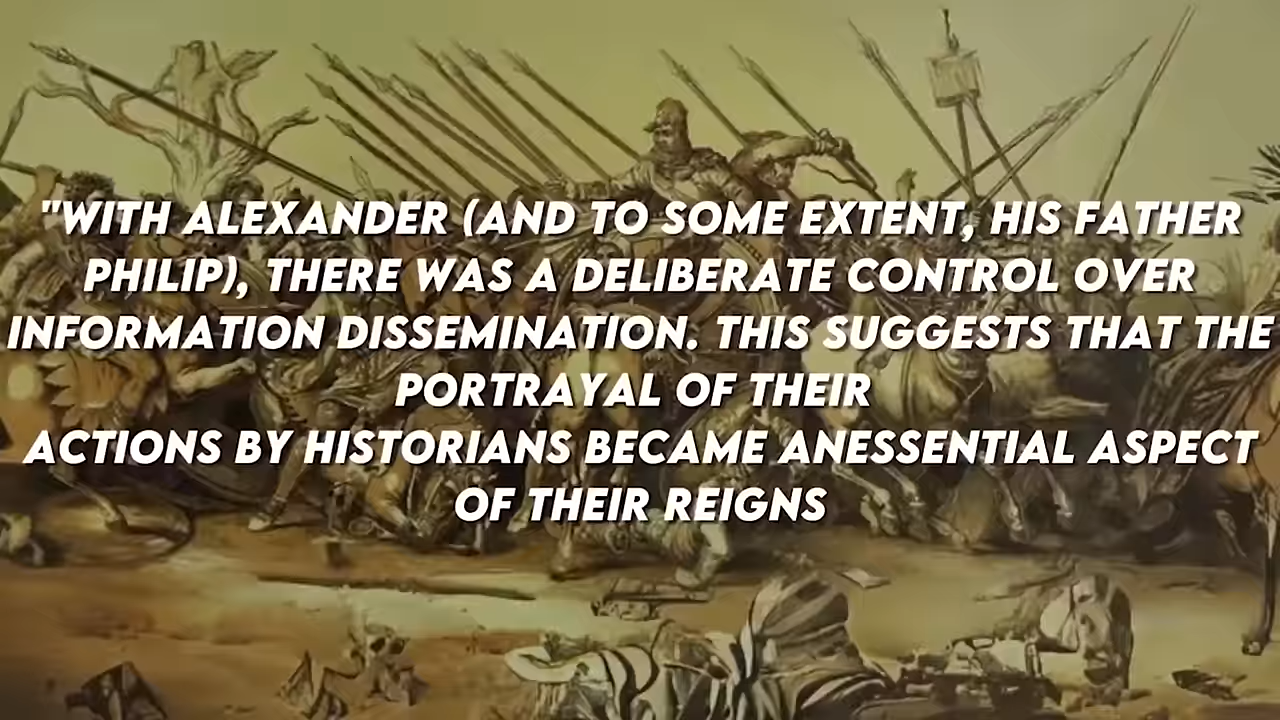 "WITH ALEXANDER (AND TO SOME EXTENT, HIS FATHER
PHILIP), THERE WAS A DELIBERATE CONTROL OVER
INFORMATION DISSEMINATION. THIS SUGGESTS THAT THE
PORTRAYAL OF THEIR
ACTIONS BY HISTORIANS BECAME ANESSENTIAL ASPECT
OF THEIR REIGNS